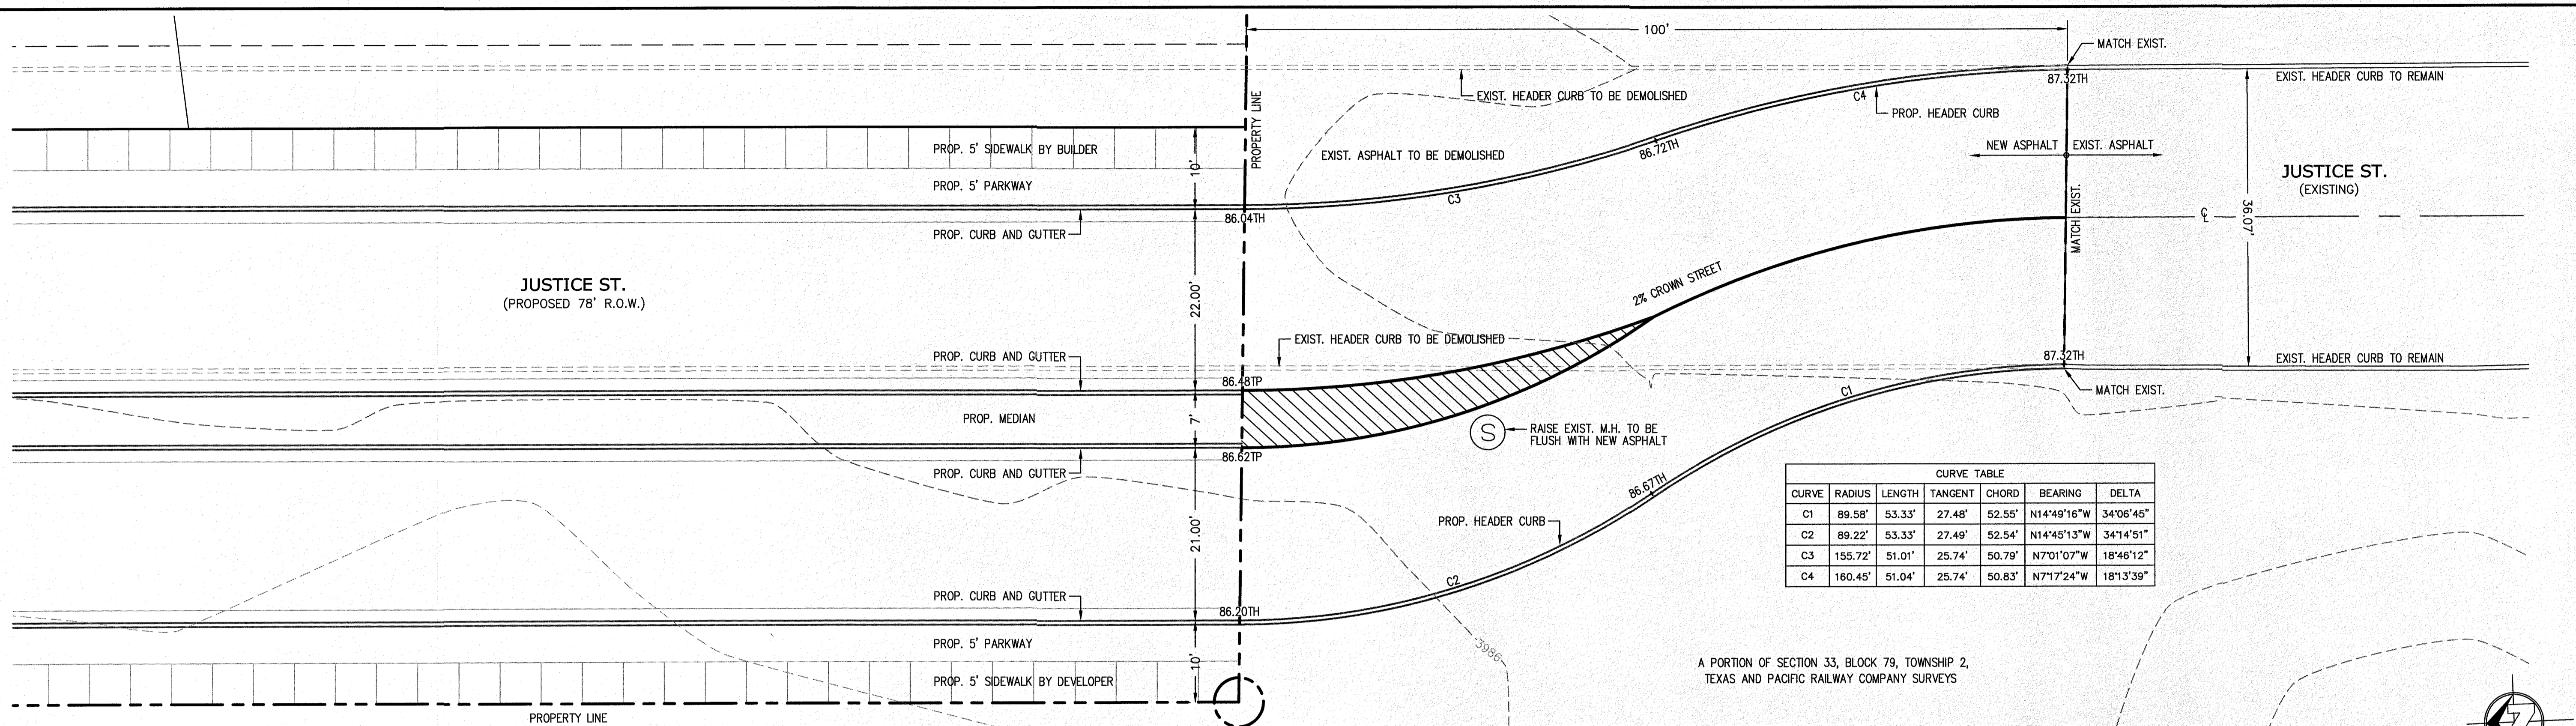 100'
MATCH EXIST.
87.32TH
EXIST. HEADER CURB TO REMAIN
EXIST. HEADER CURB TO BE DEMOLISHED
C4
PROP. HEADER CURB
PROPERTY LINE
PROP. 5' SIDEWALK BY BUILDER
10'
EXIST. ASPHALT TO BE DEMOLISHED
86.72TH
NEW ASPHALT
EXIST. ASPHALT
JUSTICE ST.
(EXISTING)
PROP. 5' PARKWAY
C3
86.04TH
PROP. CURB AND GUTTER
MATCH EXIST.
℄
36.07'
JUSTICE ST.
(PROPOSED 78' R.O.W.)
22.00'
2% CROWN STREET
EXIST. HEADER CURB TO BE DEMOLISHED
PROP. CURB AND GUTTER
87.32TH
EXIST. HEADER CURB TO REMAIN
86.48TP
MATCH EXIST.
C1
PROP. MEDIAN
7'
S
RAISE EXIST. M.H. TO BE
FLUSH WITH NEW ASPHALT
86.62TP
PROP. CURB AND GUTTER
86.67TH
CURVE TABLE
CURVE RADIUS LENGTH TANGENT CHORD BEARING DELTA
C1 89.58' 53.33' 27.48' 52.55' N14°49'16"W 34°06'45"
C2 89.22' 53.33' 27.49' 52.54' N14°45'13"W 34°14'51"
C3 155.72' 51.01' 25.74' 50.79' N7°01'07"W 18°46'12"
C4 160.45' 51.04' 25.74' 50.83' N7°17'24"W 18°13'39"
PROP. HEADER CURB
21.00'
C2
PROP. CURB AND GUTTER
86.20TH
PROP. 5' PARKWAY
3986
10'
PROP. 5' SIDEWALK BY DEVELOPER
A PORTION OF SECTION 33, BLOCK 79, TOWNSHIP 2,
TEXAS AND PACIFIC RAILWAY COMPANY SURVEYS
PROPERTY LINE